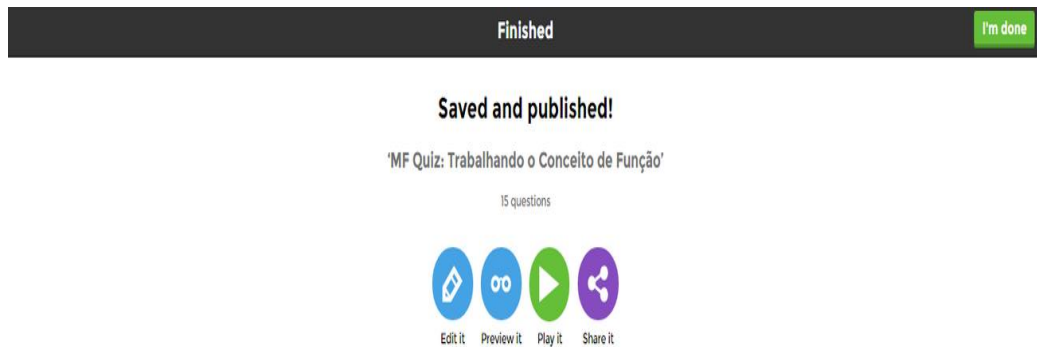 Finished
I'm done
Saved and published!
‘MF Quiz: Trabalhando o Conceito de Função’
15 questions
Edit it Preview it Play it Share it